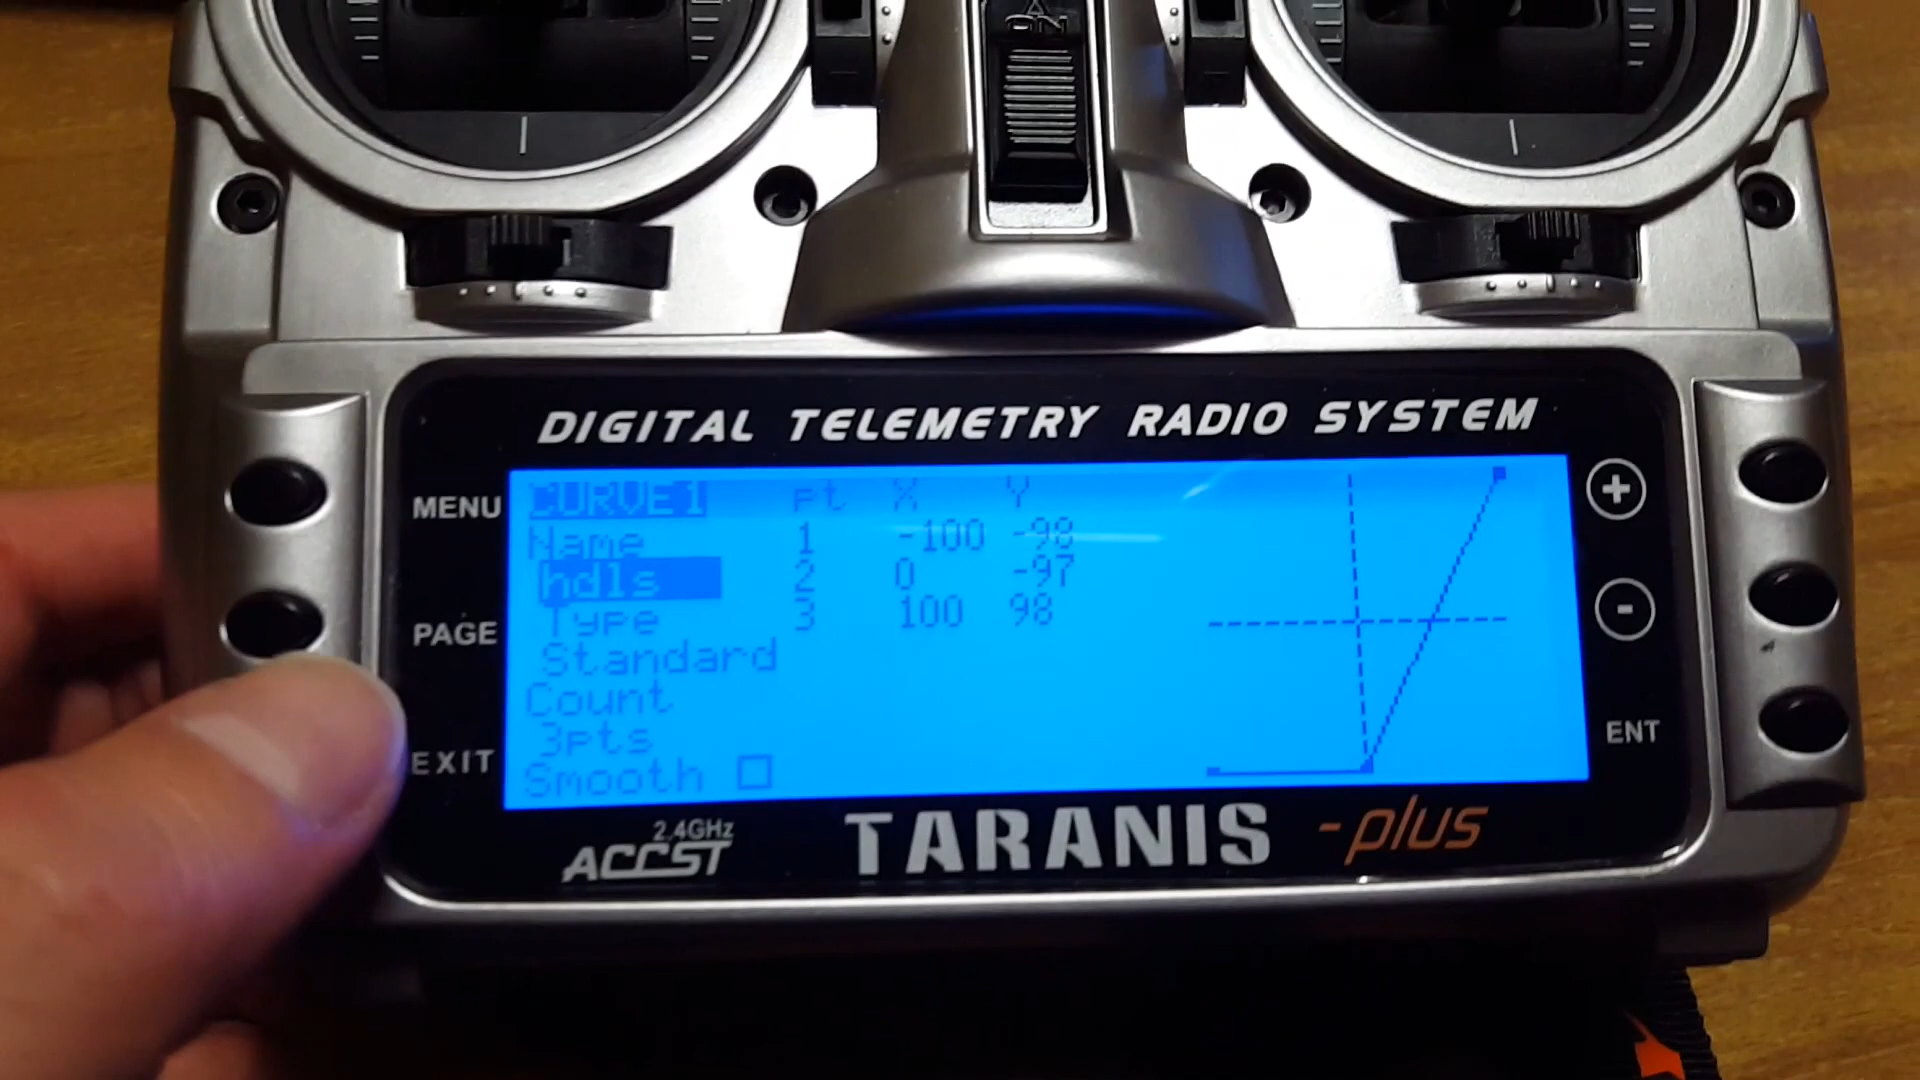 ON
DIGITAL TELEMETRY RADIO SYSTEM
MENU
PAGE
EXIT
CURVE1 pt X Y
Name 1 -100 -98
hdls 2 0 -97
Type 3 100 98
Standard
Count
3pts
Smooth
+
-
ENT
2.4GHz
ACCST
TARANIS -plus